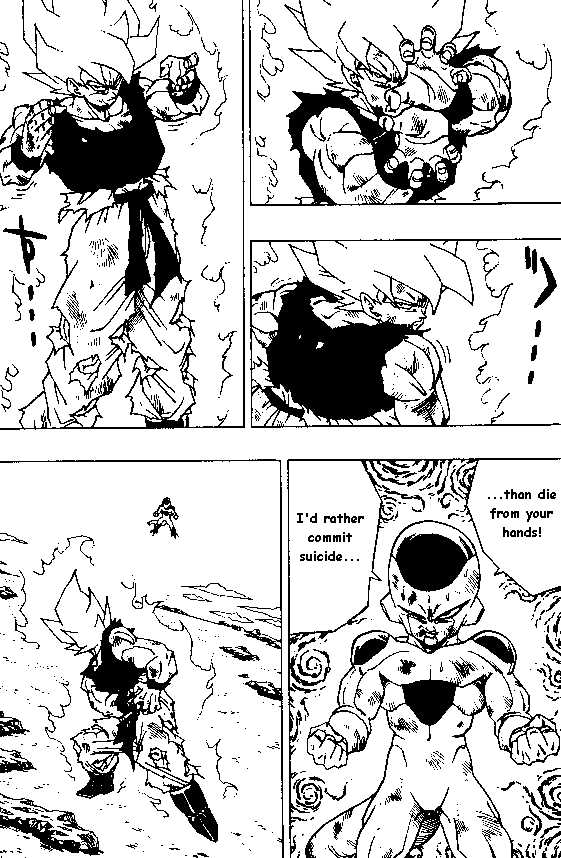 I'd rather
commit
suicide...
...than die
from your
hands!